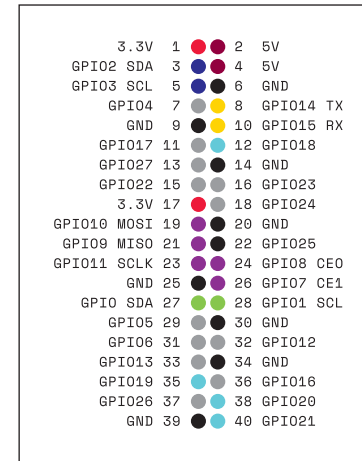 3.3V 1 2 5V
GPIO2 SDA 3 4 5V
GPIO3 SCL 5 6 GND
GPIO4 7 8 GPIO14 TX
GND 9 10 GPIO15 RX
GPIO17 11 12 GPIO18
GPIO27 13 14 GND
GPIO22 15 16 GPIO23
3.3V 17 18 GPIO24
GPIO10 MOSI 19 20 GND
GPIO9 MISO 21 22 GPIO25
GPIO11 SCLK 23 24 GPIO8 CE0
GND 25 26 GPIO7 CE1
GPIO SDA 27 28 GPIO1 SCL
GPIO5 29 30 GND
GPIO6 31 32 GPIO12
GPIO13 33 34 GND
GPIO19 35 36 GPIO16
GPIO26 37 38 GPIO20
GND 39 40 GPIO21